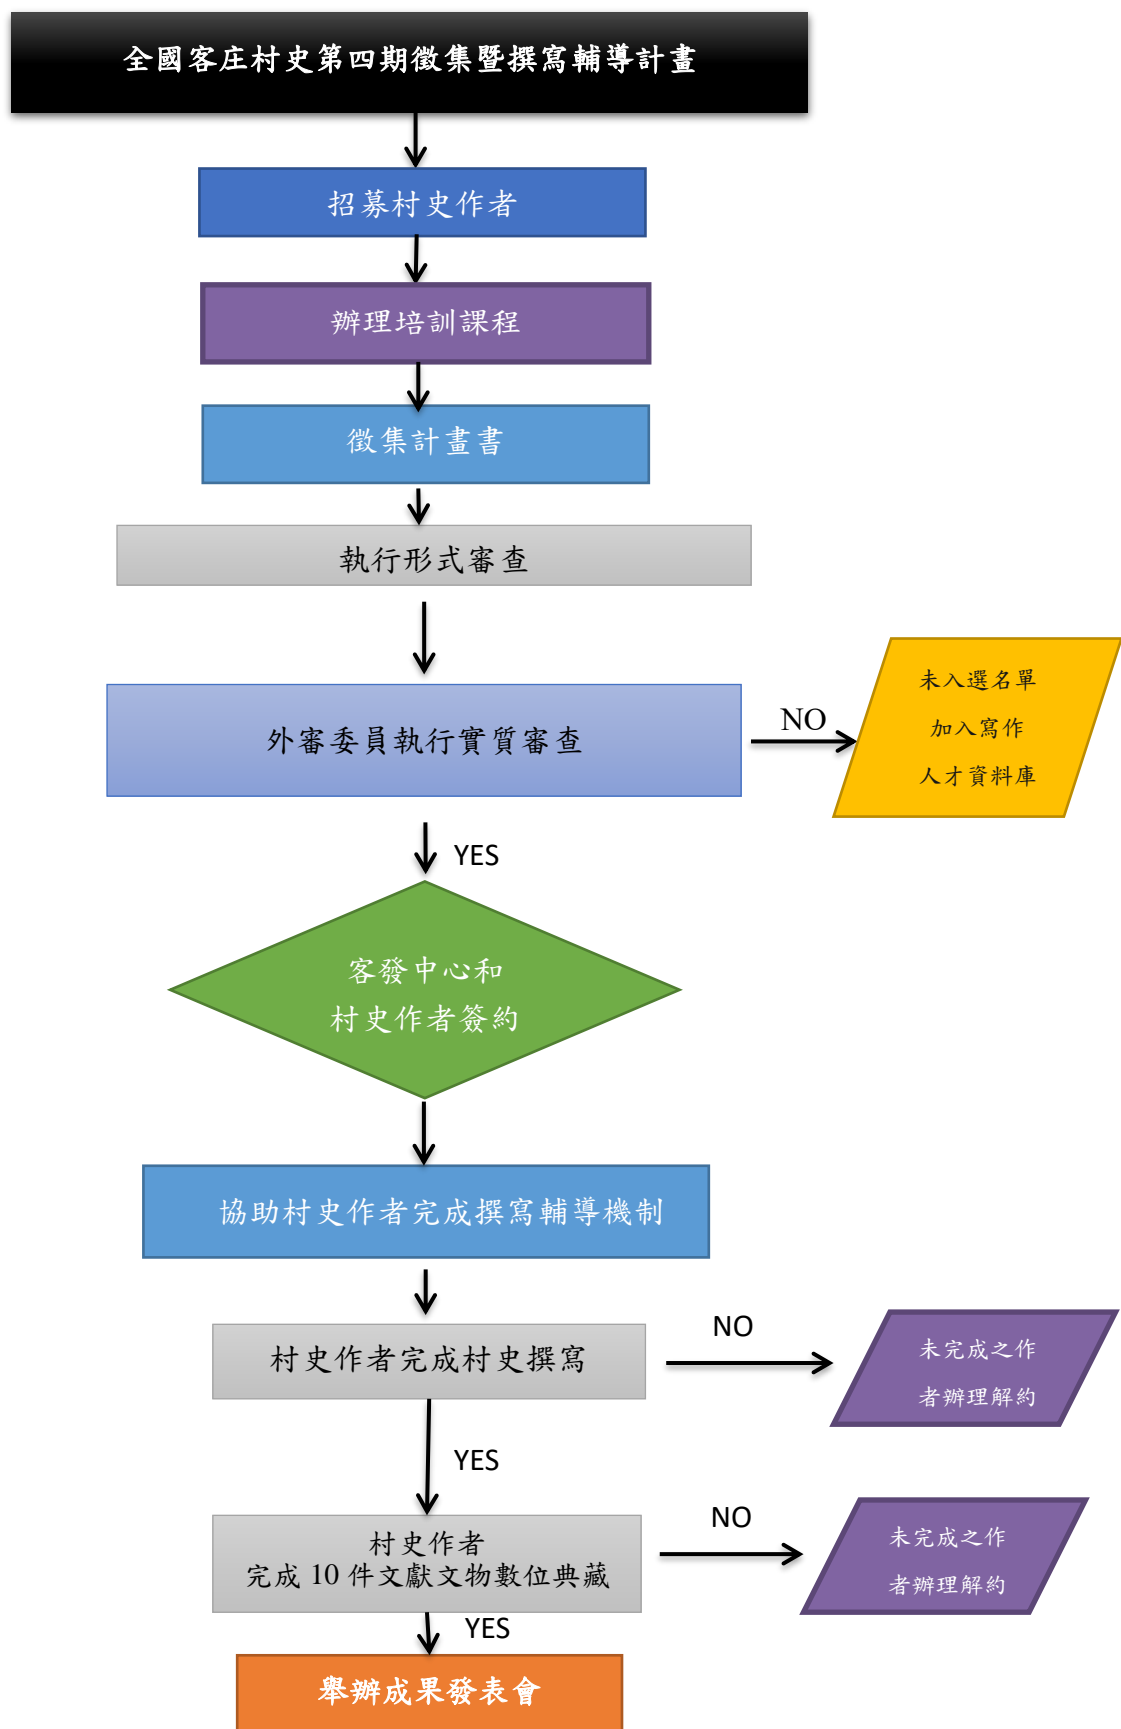 全國客庄村史第四期徵集暨撰寫輔導計畫
招募村史作者
辦理培訓課程
徵集計畫書
執行形式審查
外審委員執行實質審查
NO
未入選名單
加入寫作
人才資料庫
YES
客發中心和
村史作者簽約
協助村史作者完成撰寫輔導機制
村史作者完成村史撰寫
NO
未完成之作
者辦理解約
YES
村史作者
完成 10 件文獻文物數位典藏
NO
未完成之作
者辦理解約
YES
舉辦成果發表會